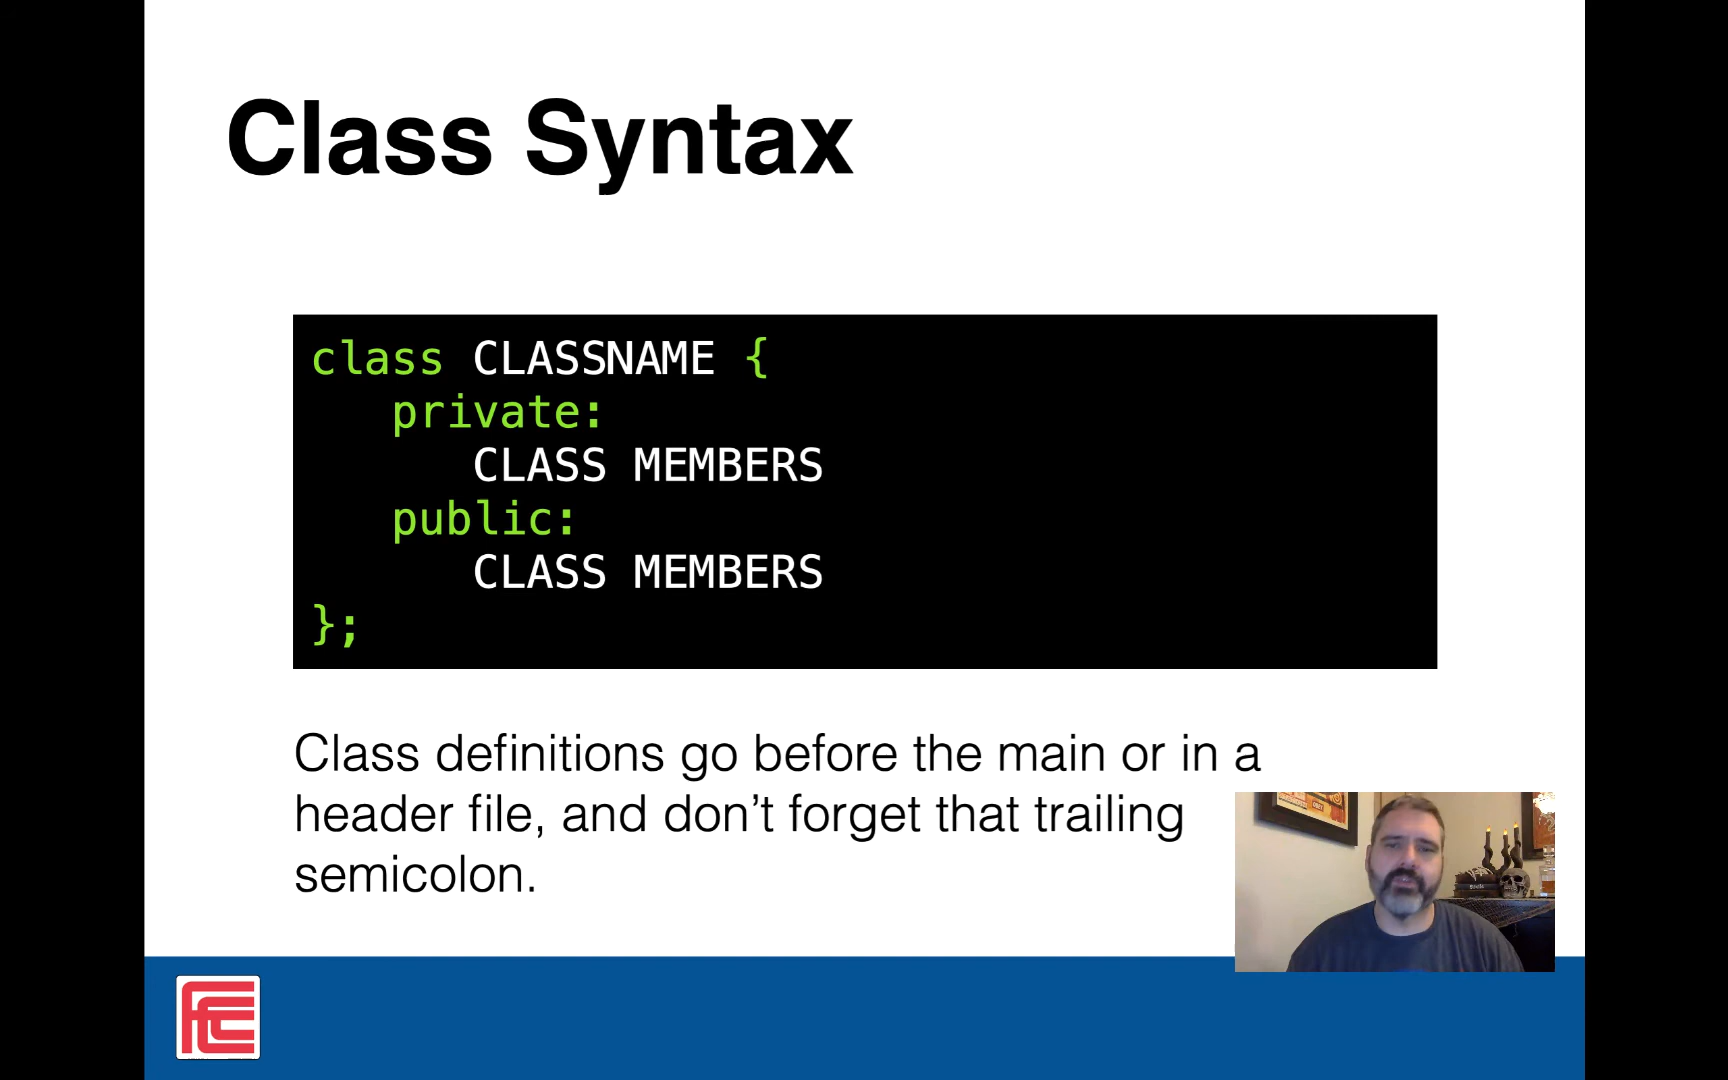 Class Syntax
class CLASSNAME {
private:
CLASS MEMBERS
public:
CLASS MEMBERS
};
Class definitions go before the main or in a
header file, and don’t forget that trailing
semicolon.
FCC